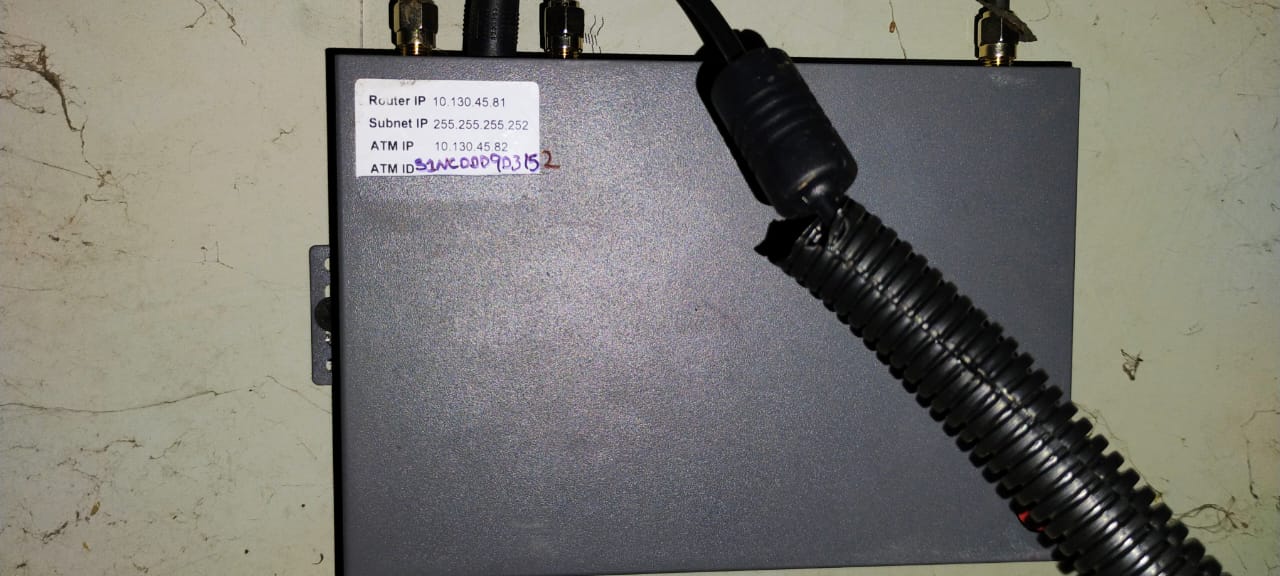 Router IP 10.130.45.81
Subnet IP 255.255.255.252
ATM IP 10.130.45.82
ATM ID S1NC000903152